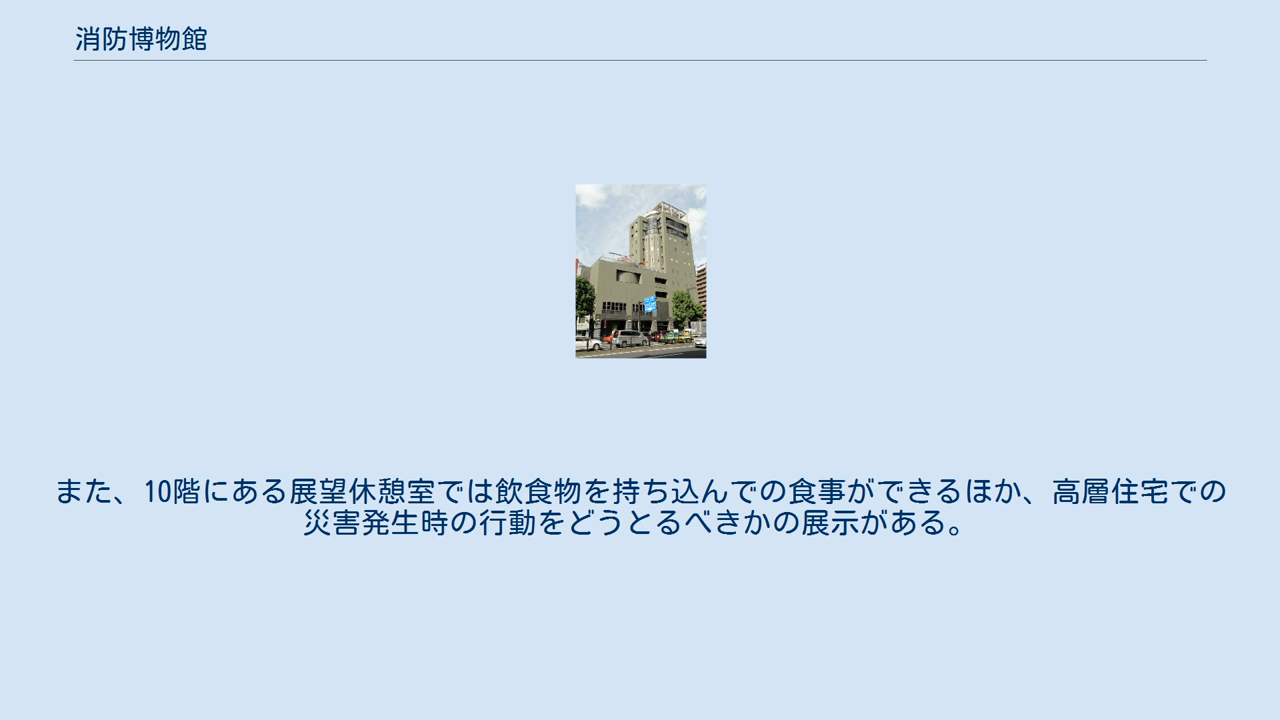 消防博物館
また、10階にある展望休憩室では飲食物を持ち込んでの食事ができるほか、高層住宅での
災害発生時の行動をどうとるべきかの展示がある。